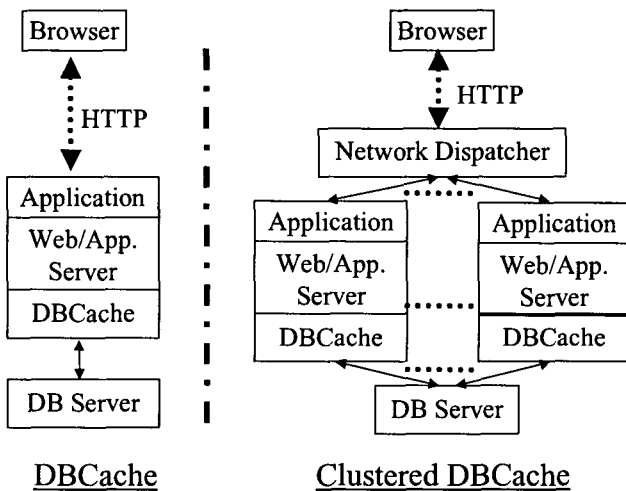 Browser
HTTP
Application
Web/App.
Server
DBCache
DB Server
DBCache
Browser
HTTP
Network Dispatcher
Application
Web/App.
Server
DBCache
Application
Web/App.
Server
DBCache
DB Server
Clustered DBCache